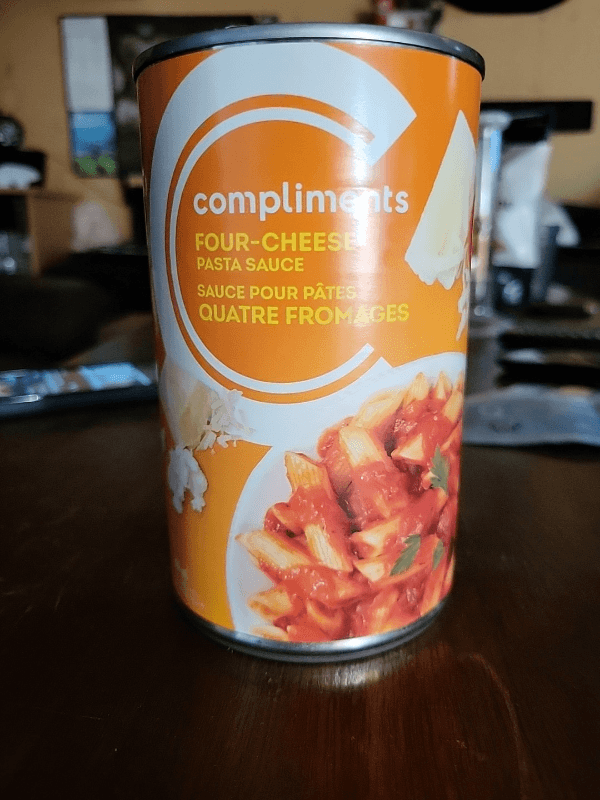 compliments
FOUR-CHEESE
PASTA SAUCE
SAUCE POUR PÂTES
QUATRE FROMAGES